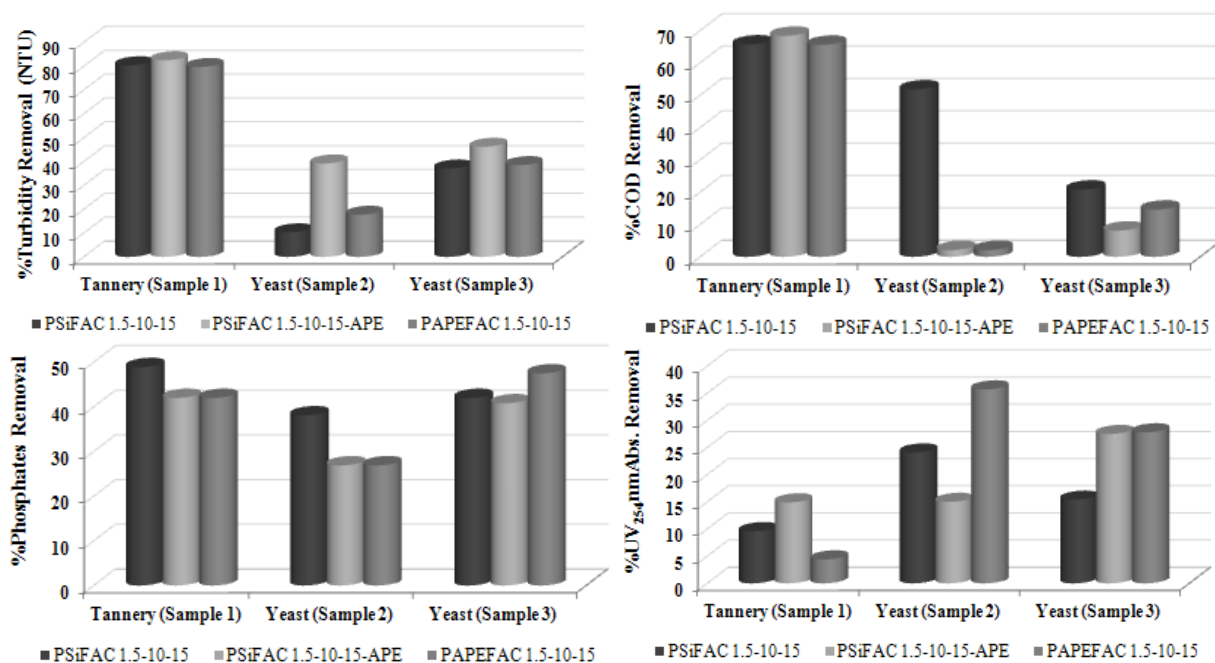 %Turbidity Removal (NTU)
90
80
70
60
50
40
30
20
10
0
Tannery (Sample 1) Yeast (Sample 2) Yeast (Sample 3)
PSiFAC 1.5-10-15 PSiFAC 1.5-10-15-APE PAPEFAC 1.5-10-15
%COD Removal
70
60
50
40
30
20
10
0
Tannery (Sample 1) Yeast (Sample 2) Yeast (Sample 3)
PSiFAC 1.5-10-15 PSiFAC 1.5-10-15-APE PAPEFAC 1.5-10-15
%Phosphates Removal
50
40
30
20
10
0
Tannery (Sample 1) Yeast (Sample 2) Yeast (Sample 3)
PSiFAC 1.5-10-15 PSiFAC 1.5-10-15-APE PAPEFAC 1.5-10-15
%UV₂₅₄nmAbs. Removal
40
35
30
25
20
15
10
5
0
Tannery (Sample 1) Yeast (Sample 2) Yeast (Sample 3)
PSiFAC 1.5-10-15 PSiFAC 1.5-10-15-APE PAPEFAC 1.5-10-15